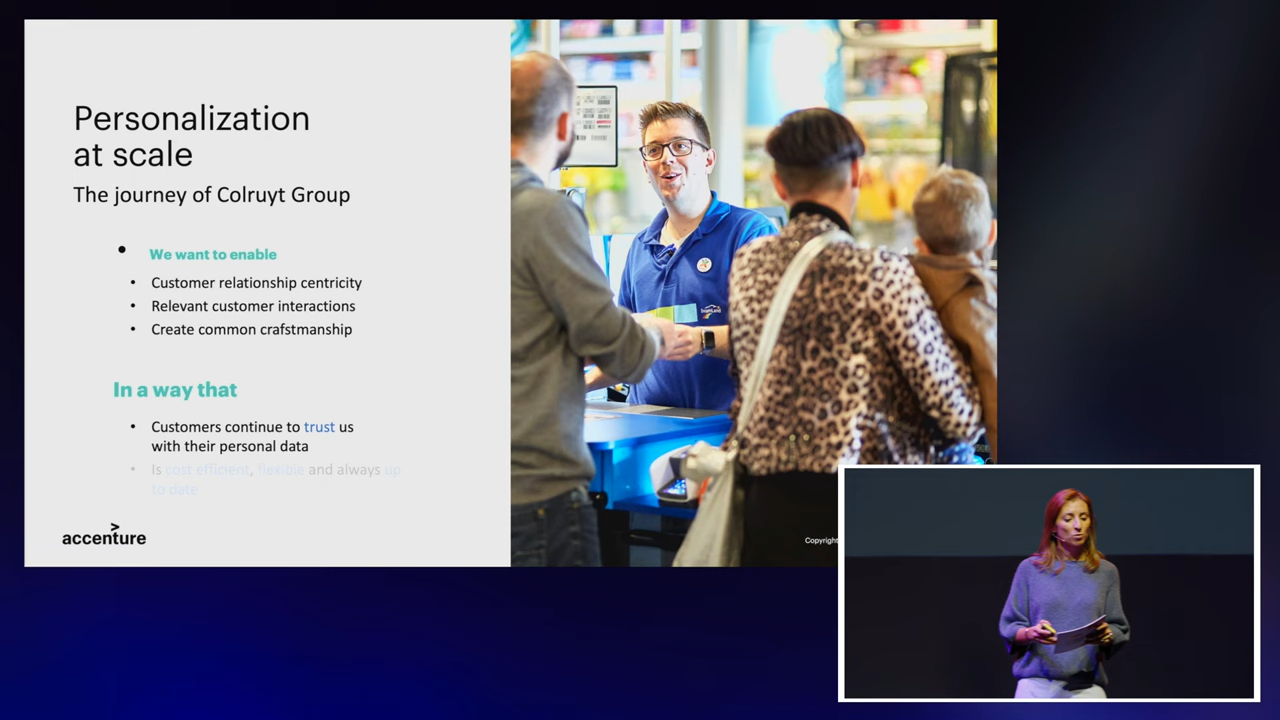 Personalization
at scale
The journey of Colruyt Group
• We want to enable
• Customer relationship centricity
• Relevant customer interactions
• Create common crafstmanship
In a way that
• Customers continue to trust us
with their personal data
• Is cost efficient, flexible and always up
to date
accenture
Copyright